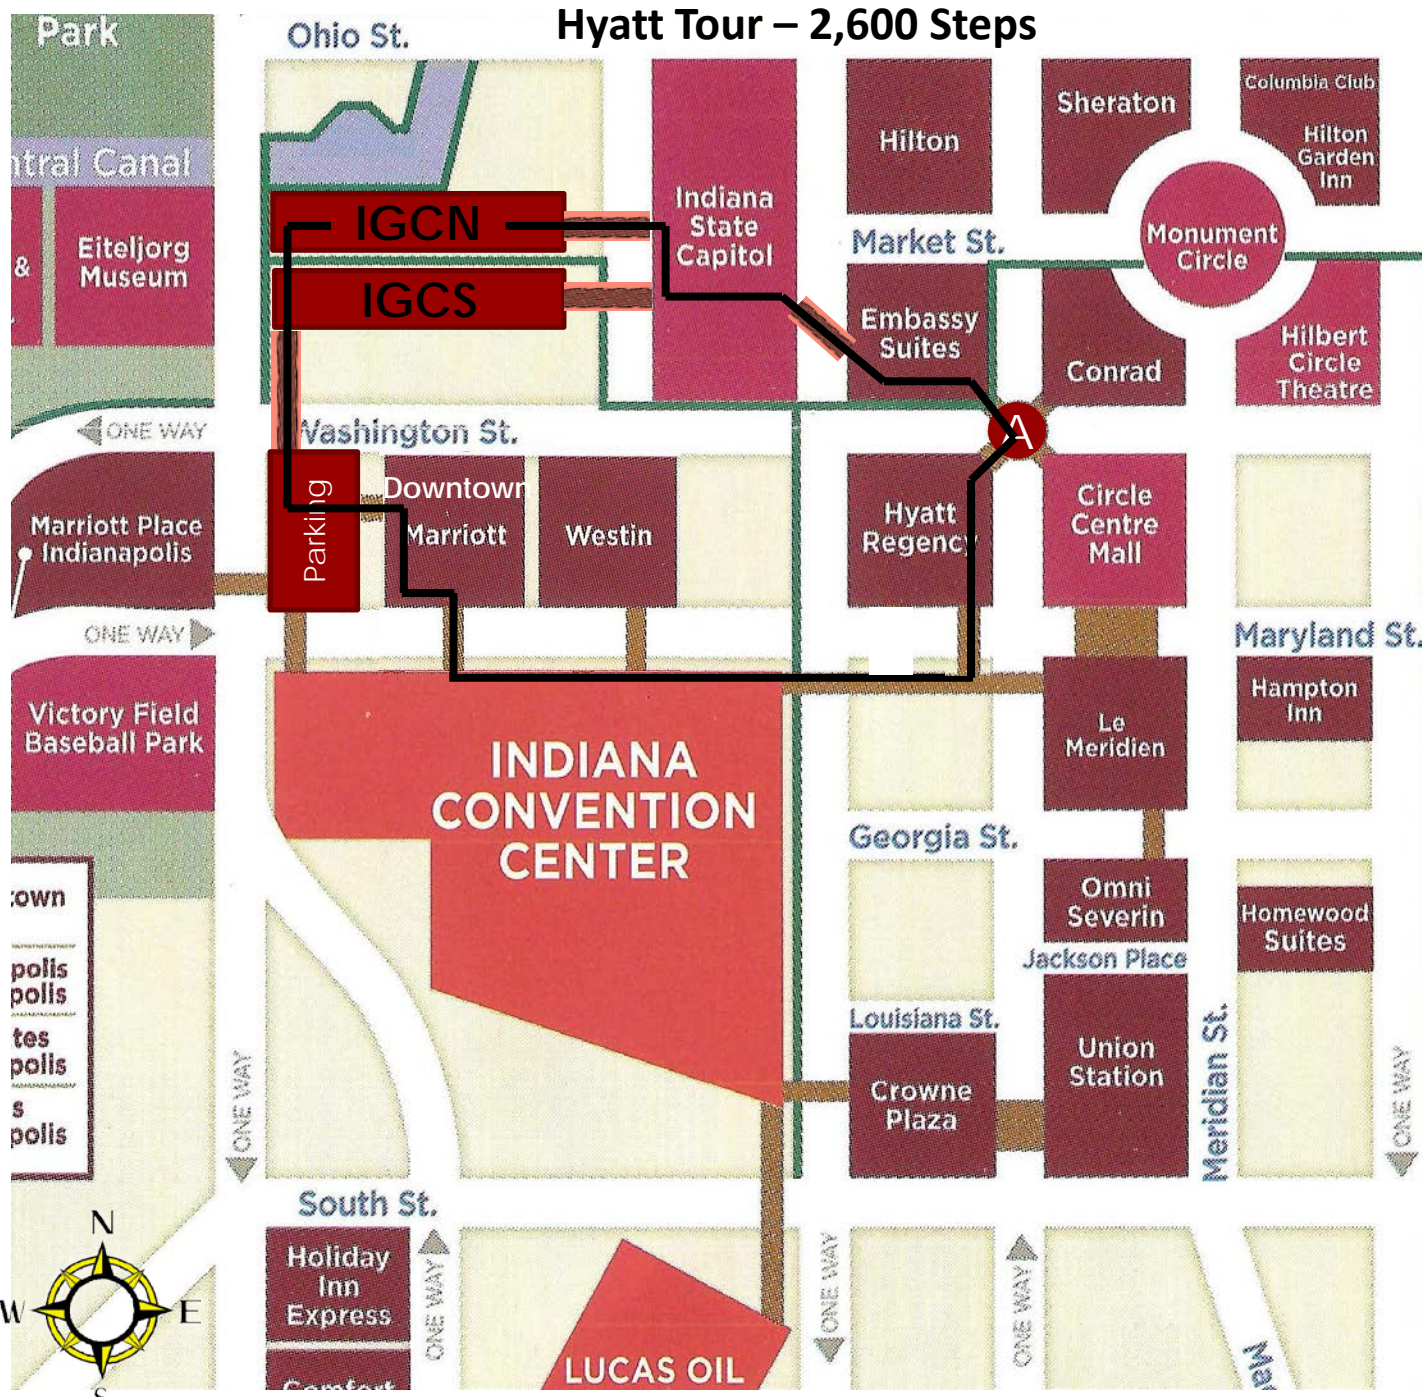 Hyatt Tour – 2,600 Steps
Park
Ohio St.
Columbia Club
Sheraton
Hilton
Hilton
Garden
Inn
ntral Canal
Indiana
State
Capitol
IGCN
Eiteljorg
Museum
&
Market St.
Monument
Circle
IGCS
Embassy
Suites
Conrad
Hilbert
Circle
Theatre
ONE WAY
Washington St.
A
Parking
Downtown
Marriott
Westin
Hyatt
Regency
Circle
Centre
Mall
Marriott Place
Indianapolis
ONE WAY
Maryland St.
Victory Field
Baseball Park
Le
Meridien
Hampton
Inn
INDIANA
CONVENTION
CENTER
Georgia St.
town
Omni
Severin
Homewood
Suites
polis
polis
Jackson Place
Louisiana St.
tes
polis
s
polis
ONE WAY
Crowne
Plaza
Union
Station
Meridian St.
ONE WAY
South St.
N
W
E
S
Holiday
Inn
Express
ONE WAY
ONE WAY
ONE WAY
Comfort
LUCAS OIL